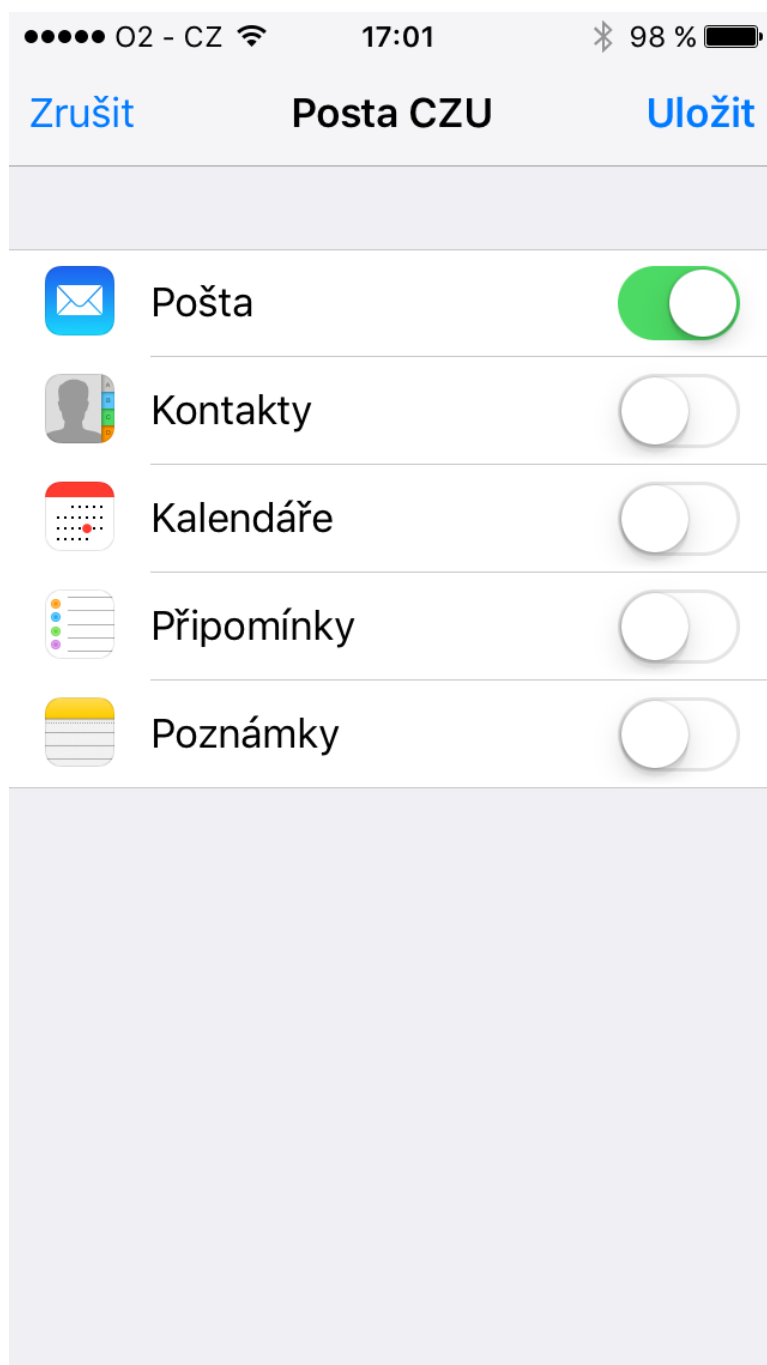 O2 - CZ 17:01 98 %
Zrušit Posta CZU Uložit
Pošta
Kontakty
Kalendáře
Připomínky
Poznámky